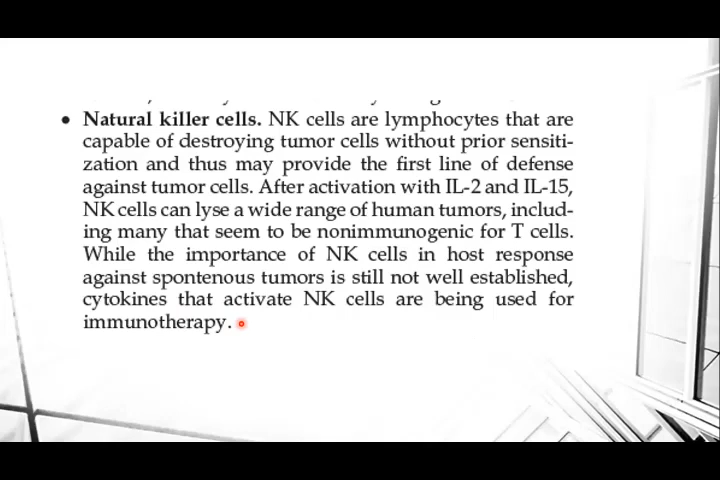 • Natural killer cells. NK cells are lymphocytes that are
capable of destroying tumor cells without prior sensiti-
zation and thus may provide the first line of defense
against tumor cells. After activation with IL-2 and IL-15,
NK cells can lyse a wide range of human tumors, includ-
ing many that seem to be nonimmunogenic for T cells.
While the importance of NK cells in host response
against spontenous tumors is still not well established,
cytokines that activate NK cells are being used for
immunotherapy.